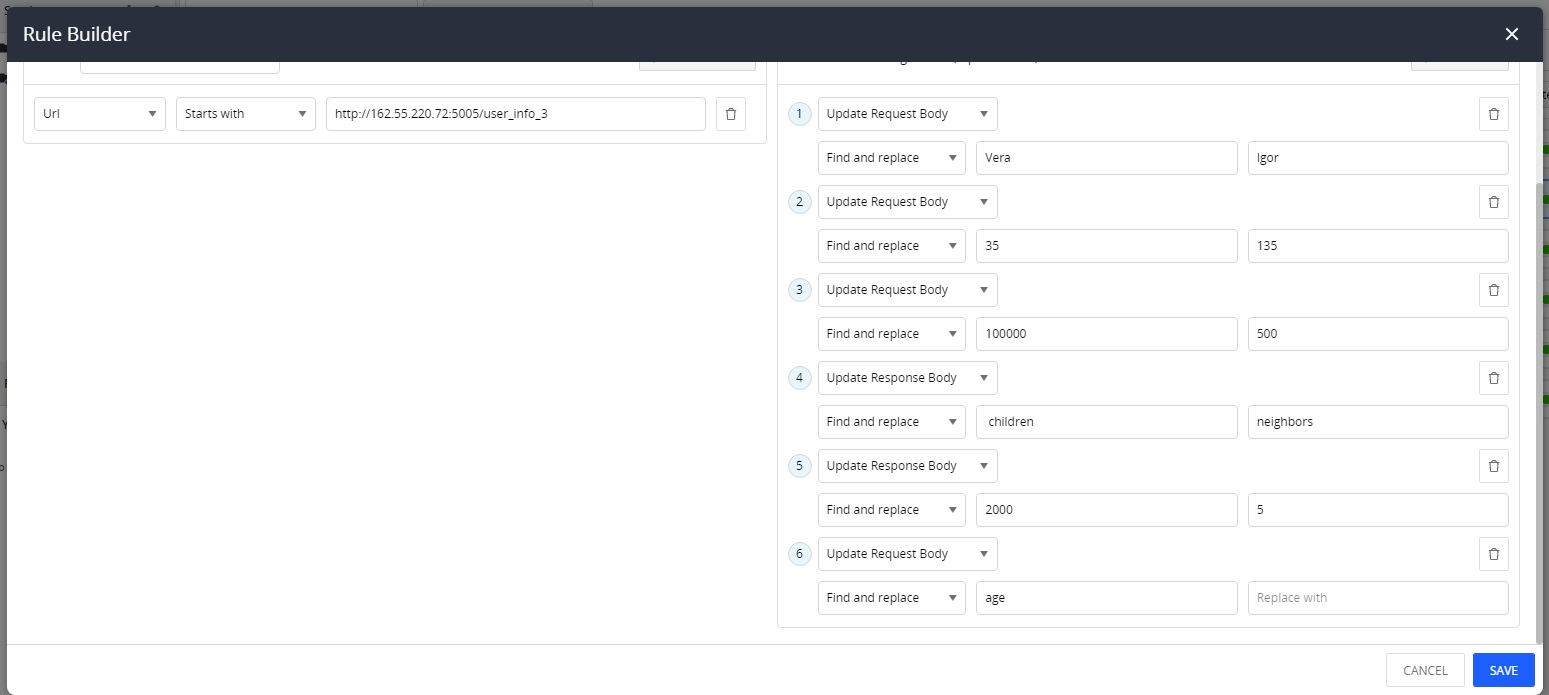 Rule Builder
Url Starts with http://162.55.220.72:5005/user_info_3
1 Update Request Body
Find and replace Vera Igor
2 Update Request Body
Find and replace 35 135
3 Update Request Body
Find and replace 100000 500
4 Update Response Body
Find and replace children neighbors
5 Update Response Body
Find and replace 2000 5
6 Update Request Body
Find and replace age Replace with
CANCEL SAVE